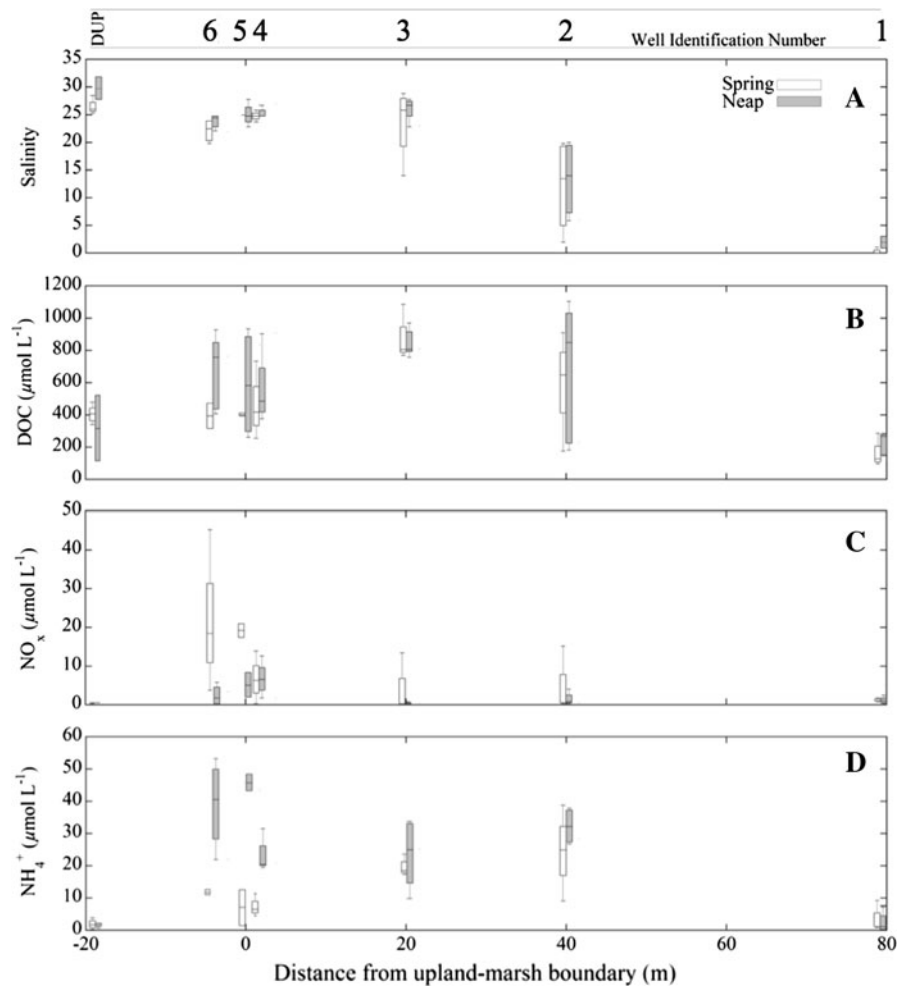 DUP 6 5 4 3 2 Well Identification Number 1
35
30
25
20
15
10
5
0
Salinity
Spring
Neap
A
1200
1000
800
600
400
200
0
DOC (µmol L⁻¹)
B
50
40
30
20
10
0
NOₓ (µmol L⁻¹)
C
60
50
40
30
20
10
0
NH₄⁺ (µmol L⁻¹)
D
-20 0 20 40 60 80
Distance from upland-marsh boundary (m)